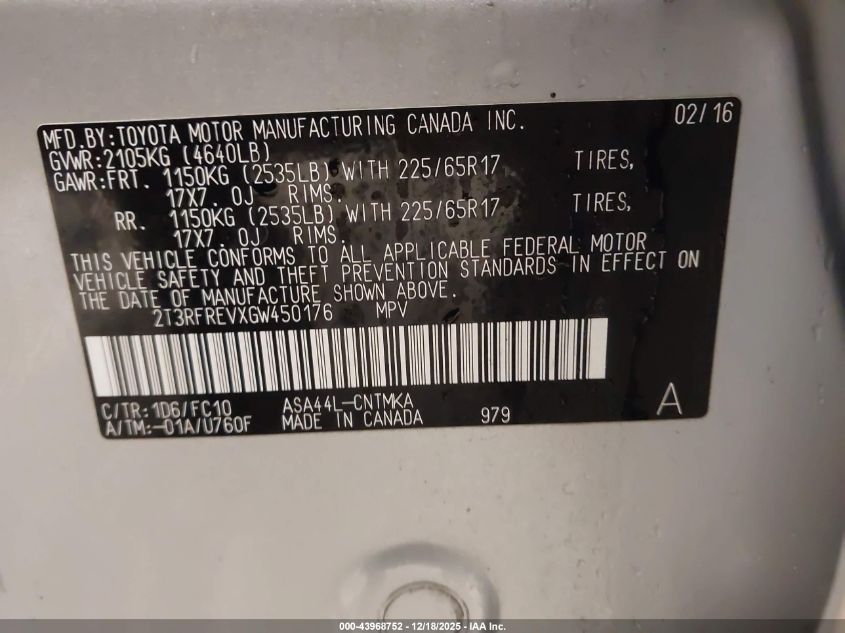 MFD.BY:TOYOTA MOTOR MANUFACTURING CANADA INC. 02/16
GVWR:2105KG (4640LB)
GAWR:FRT. 1150KG (2535LB) WITH 225/65R17 TIRES,
17X7. 0J RIMS.
RR. 1150KG (2535LB) WITH 225/65R17 TIRES,
17X7. 0J RIMS.
THIS VEHICLE CONFORMS TO ALL APPLICABLE FEDERAL MOTOR
VEHICLE SAFETY AND THEFT PREVENTION STANDARDS IN EFFECT ON
THE DATE OF MANUFACTURE SHOWN ABOVE.
2T3RFREVXGW450176 MPV
C/TR:1D6/FC10 ASA44L-CNTMKA A
A/TM:-01A/U760F MADE IN CANADA 979
000-43968752 - 12/18/2025 - IAA Inc.